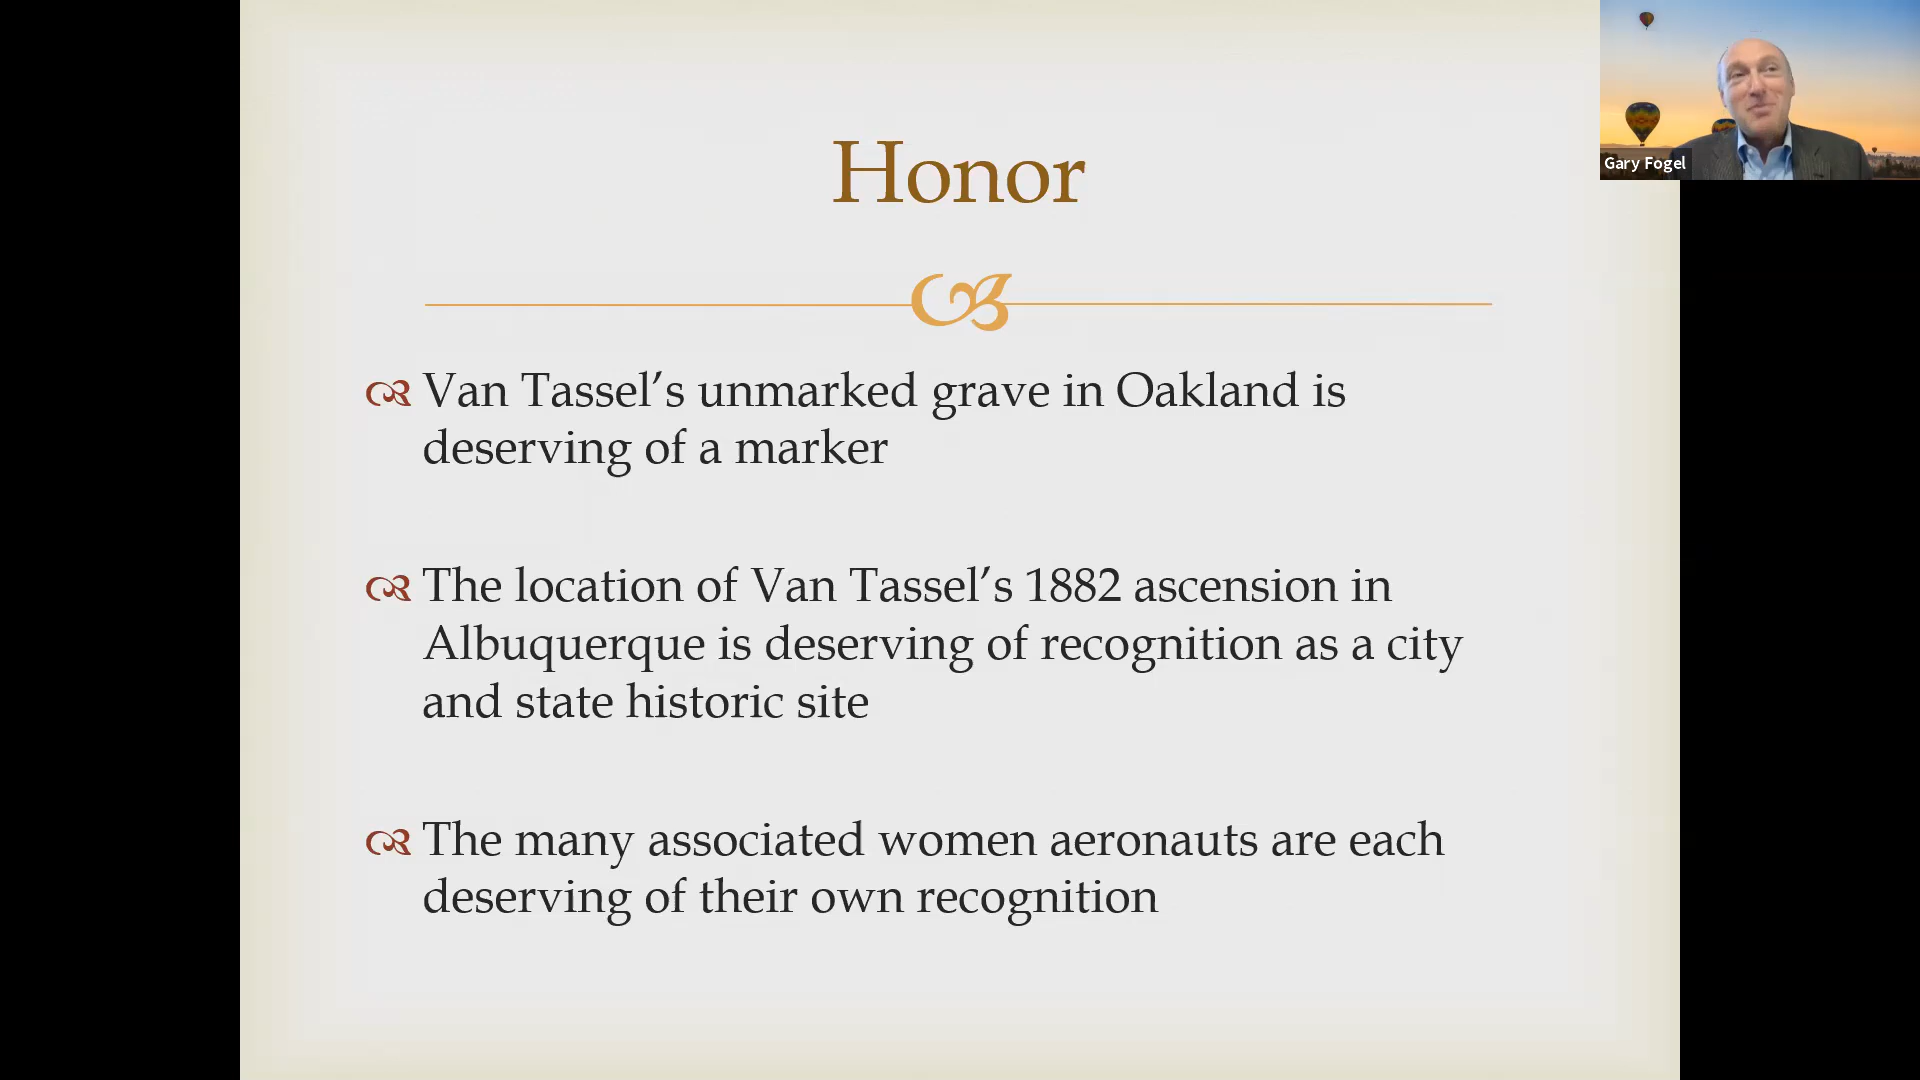 Honor
Van Tassel’s unmarked grave in Oakland is
deserving of a marker
The location of Van Tassel’s 1882 ascension in
Albuquerque is deserving of recognition as a city
and state historic site
The many associated women aeronauts are each
deserving of their own recognition
Gary Fogel